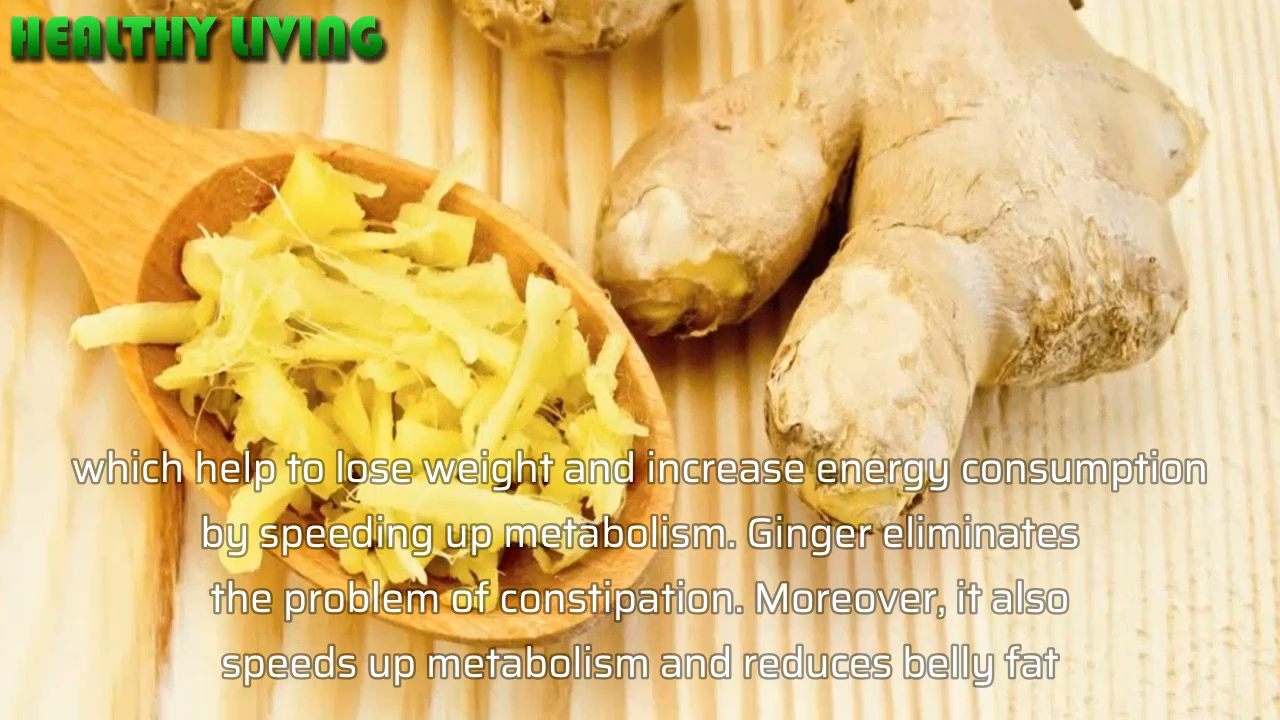 HEALTHY LIVING
which help to lose weight and increase energy consumption
by speeding up metabolism. Ginger eliminates
the problem of constipation. Moreover, it also
speeds up metabolism and reduces belly fat